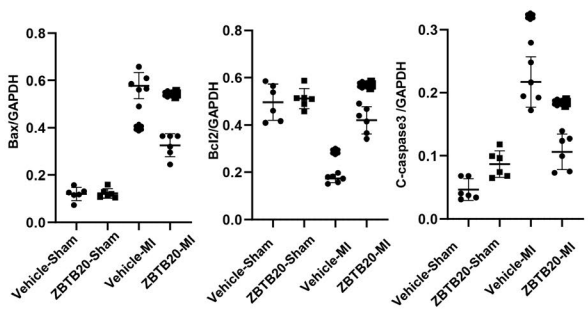 Bax/GAPDH
0.8
0.6
0.4
0.2
0.0
Vehicle-Sham
ZBTB20-Sham
Vehicle-MI
ZBTB20-MI
Bcl2/GAPDH
0.8
0.6
0.4
0.2
0.0
Vehicle-Sham
ZBTB20-Sham
Vehicle-MI
ZBTB20-MI
C-caspase3 /GAPDH
0.3
0.2
0.1
0.0
Vehicle-Sham
ZBTB20-Sham
Vehicle-MI
ZBTB20-MI